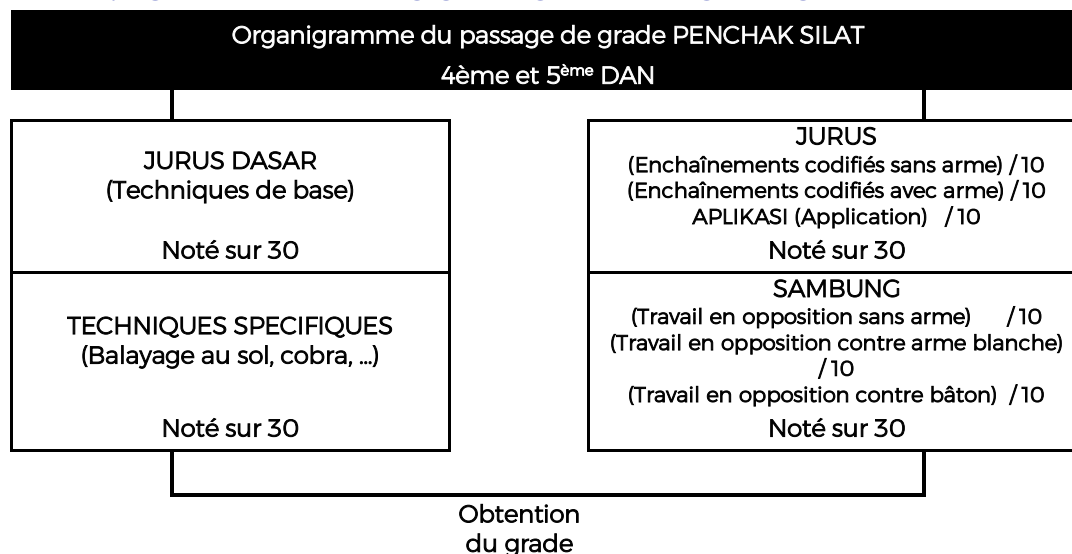 Organigramme du passage de grade PENCHAK SILAT
4ème et 5ème DAN
JURUS DASAR
(Techniques de base)
Noté sur 30
TECHNIQUES SPECIFIQUES
(Balayage au sol, cobra, ...)
Noté sur 30
JURUS
(Enchaînements codifiés sans arme) /10
(Enchaînements codifiés avec arme) /10
APLIKASI (Application) /10
Noté sur 30
SAMBUNG
(Travail en opposition sans arme) /10
(Travail en opposition contre arme blanche)
/10
(Travail en opposition contre bâton) /10
Noté sur 30
Obtention
du grade